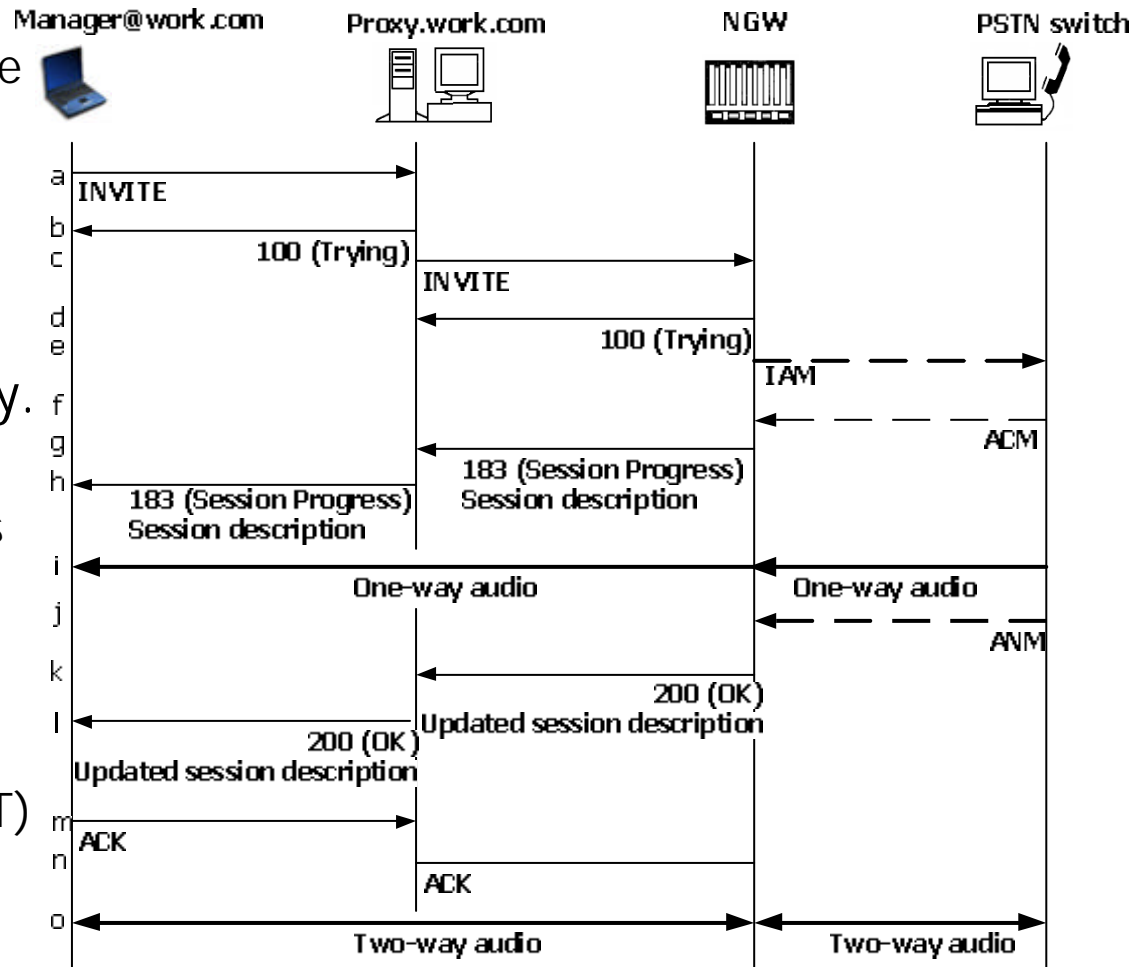 Manager@work.com
Proxy.work.com
NGW
PSTN switch
e
a
INVITE
b
100 (Trying)
c
INVITE
d
100 (Trying)
e
IAM
y.
f
ACM
g
183 (Session Progress)
Session description
h
183 (Session Progress)
Session description
s
i
One-way audio
One-way audio
j
ANM
k
200 (OK)
Updated session description
l
200 (OK)
Updated session description
T)
m
ACK
n
ACK
o
Two-way audio
Two-way audio